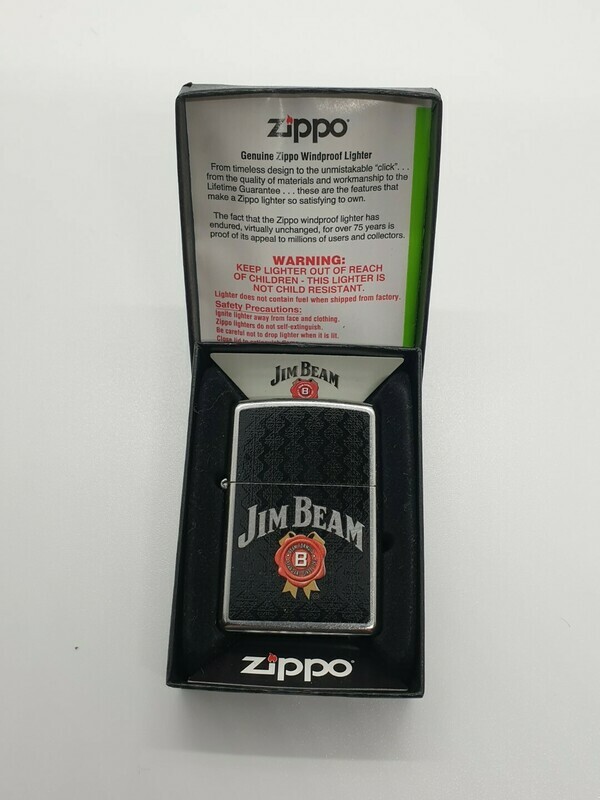 zippo
Genuine Zippo Windproof Lighter
From timeless design to the unmistakable "click". . .
from the quality of materials and workmanship to the
Lifetime Guarantee . . . these are the features that
make a Zippo lighter so satisfying to own.
The fact that the Zippo windproof lighter has
endured, virtually unchanged, for over 75 years is
proof of its appeal to millions of users and collectors.
WARNING:
KEEP LIGHTER OUT OF REACH
OF CHILDREN - THIS LIGHTER IS
NOT CHILD RESISTANT.
Lighter does not contain fuel when shipped from factory.
Safety Precautions:
Ignite lighter away from face and clothing.
Zippo lighters do not self-extinguish.
Be careful not to drop lighter when it is lit.
JIM BEAM
B
JIM BEAM
B
zippo